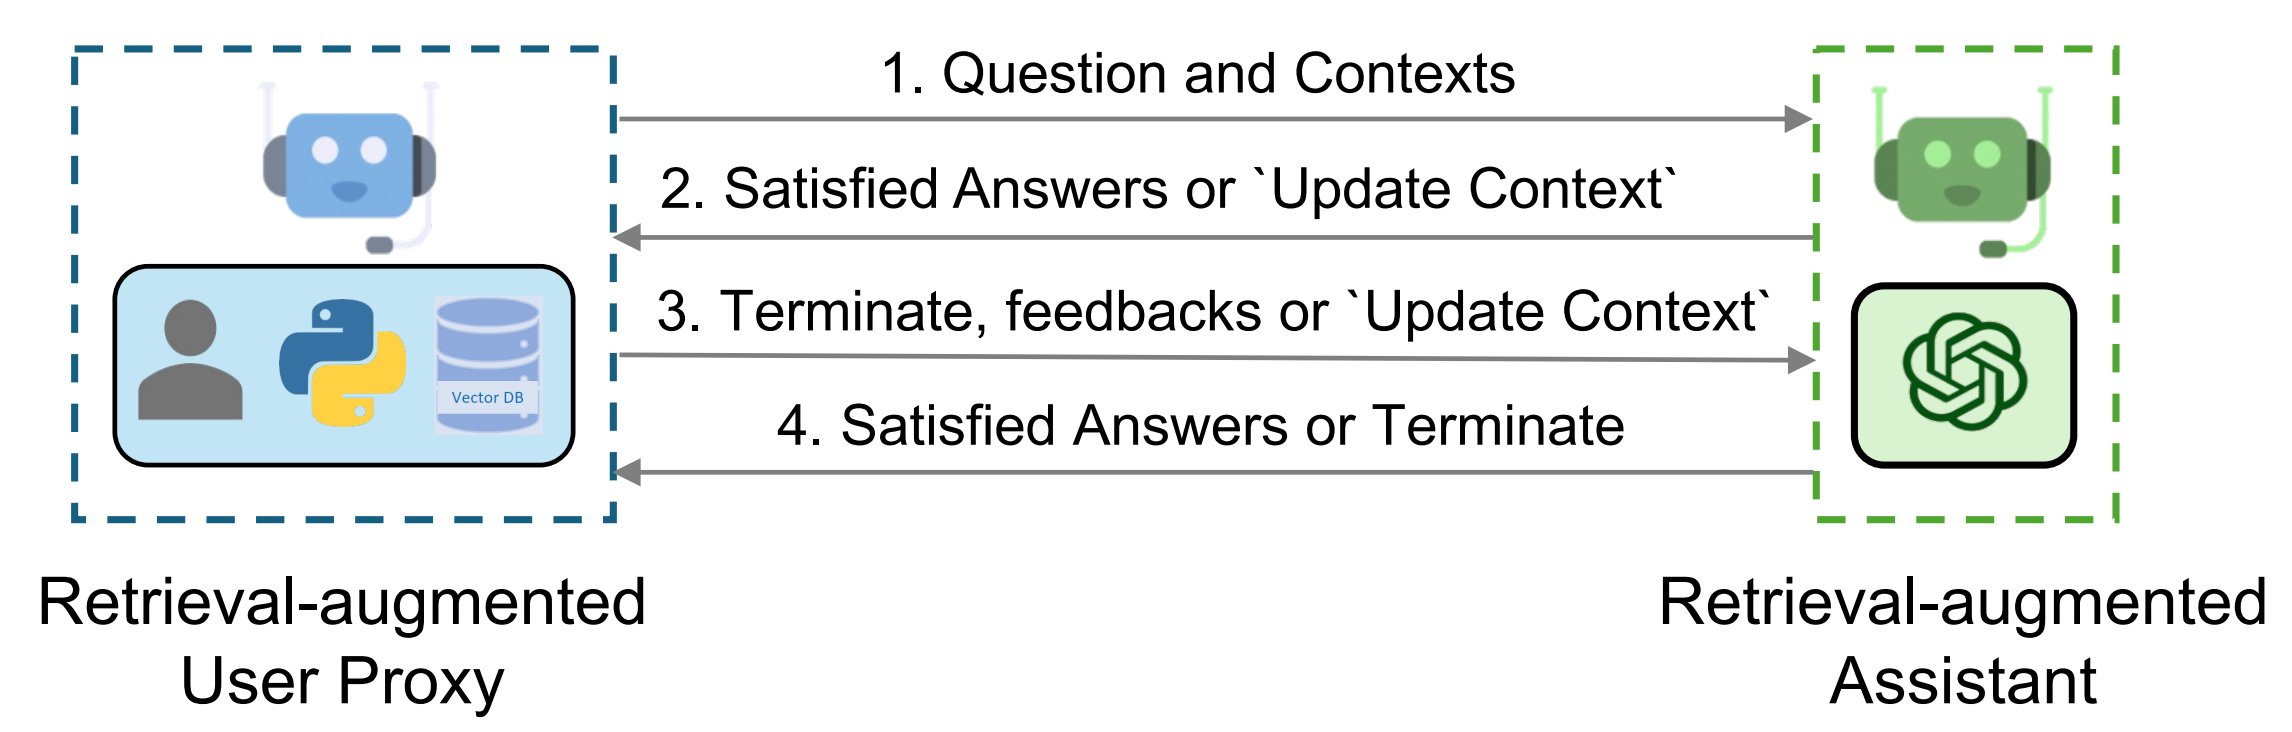 1. Question and Contexts
2. Satisfied Answers or `Update Context`
3. Terminate, feedbacks or `Update Context`
Vector DB
4. Satisfied Answers or Terminate
Retrieval-augmented
User Proxy
Retrieval-augmented
Assistant